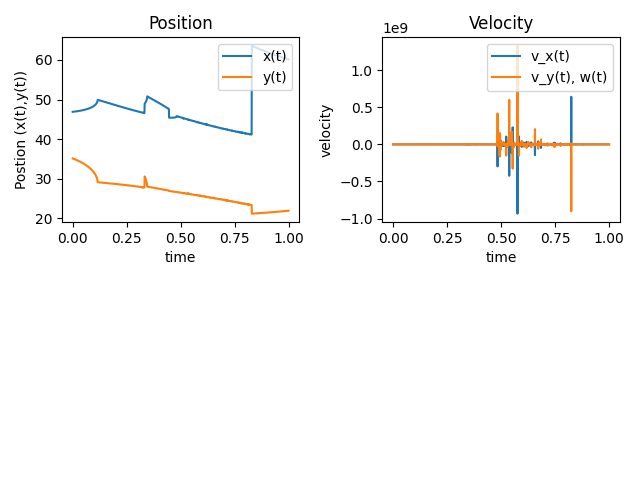 Position
Postion (x(t),y(t))
60
50
40
30
20
x(t)
y(t)
0.00 0.25 0.50 0.75 1.00
time
Velocity
1e9
velocity
1.0
0.5
0.0
−0.5
−1.0
v_x(t)
v_y(t), w(t)
0.00 0.25 0.50 0.75 1.00
time